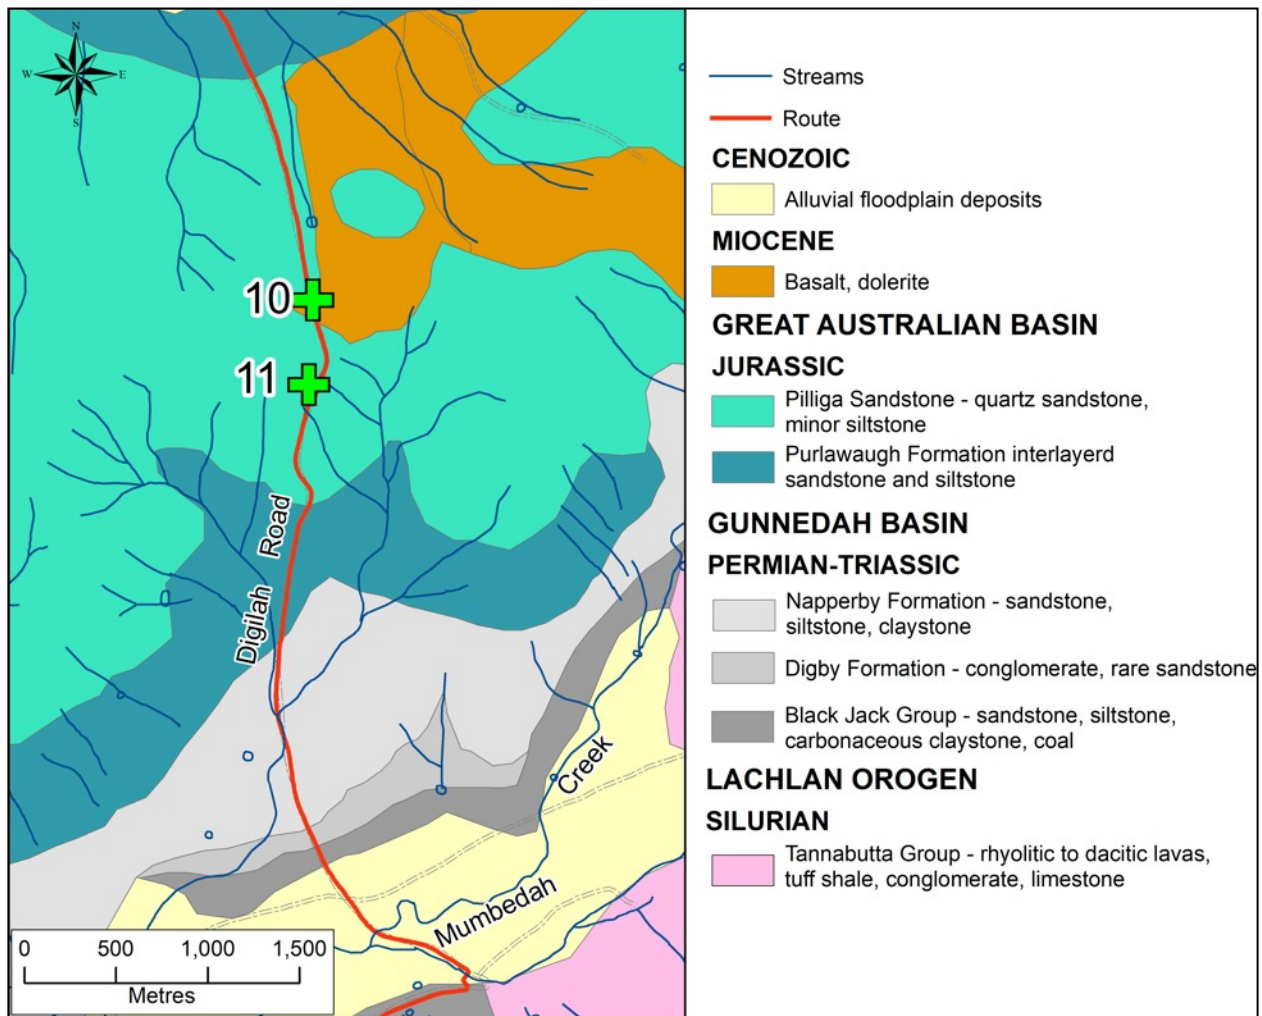 N
W E
S
10
11
Digilah Road
Creek
Mumbedah
0 500 1,000 1,500
Metres
Streams
Route
CENOZOIC
Alluvial floodplain deposits
MIOCENE
Basalt, dolerite
GREAT AUSTRALIAN BASIN
JURASSIC
Pilliga Sandstone - quartz sandstone,
minor siltstone
Purlawaugh Formation interlayerd
sandstone and siltstone
GUNNEDAH BASIN
PERMIAN-TRIASSIC
Napperby Formation - sandstone,
siltstone, claystone
Digby Formation - conglomerate, rare sandstone
Black Jack Group - sandstone, siltstone,
carbonaceous claystone, coal
LACHLAN OROGEN
SILURIAN
Tannabutta Group - rhyolitic to dacitic lavas,
tuff shale, conglomerate, limestone